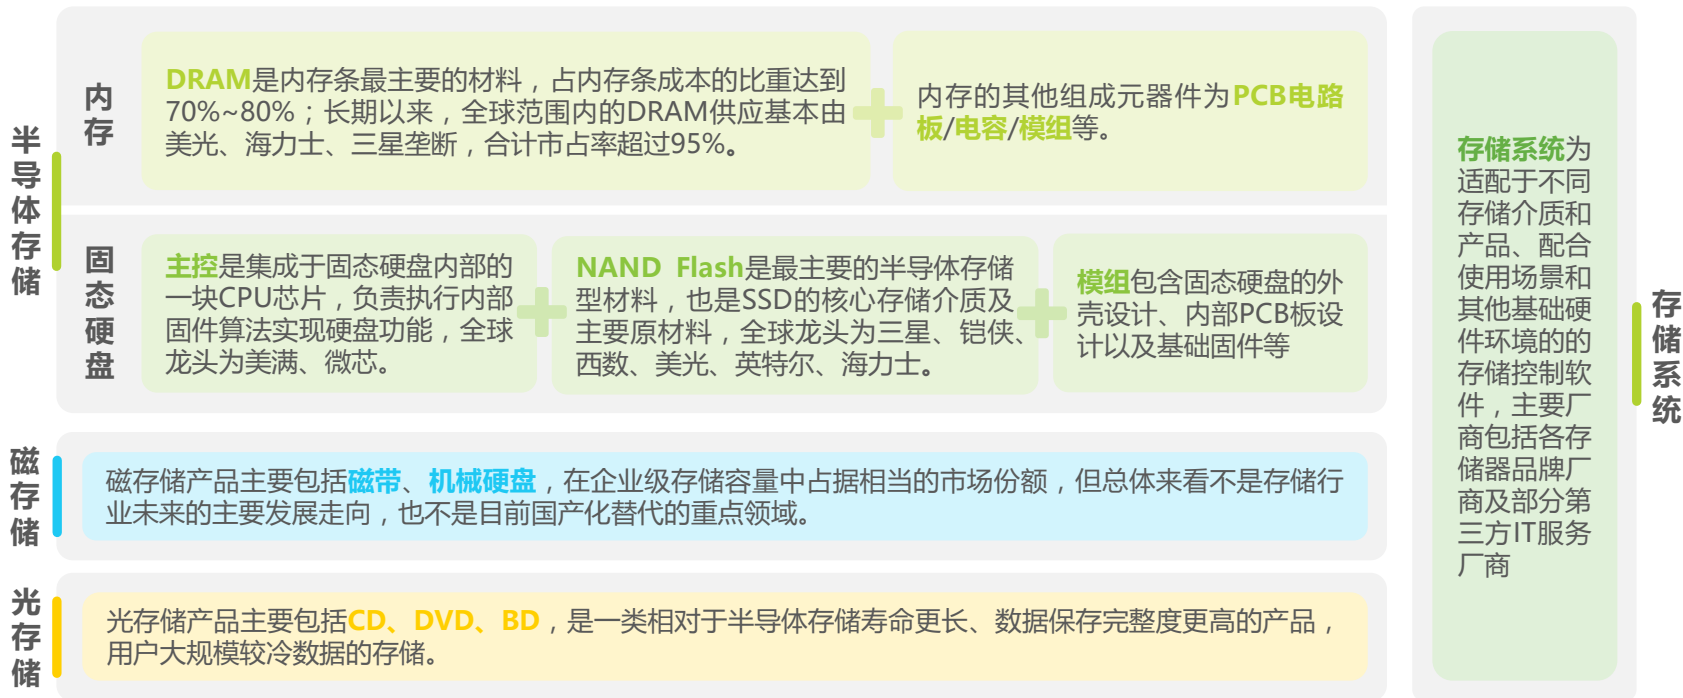 半导体存储
内存
DRAM是内存条最主要的材料，占内存条成本的比重达到
70%~80%；长期以来，全球范围内的DRAM供应基本由
美光、海力士、三星垄断，合计市占率超过95%。
内存的其他组成元器件为PCB电路
板/电容/模组等。
固态硬盘
主控是集成于固态硬盘内部的
一块CPU芯片，负责执行内部
固件算法实现硬盘功能，全球
龙头为美满、微芯。
NAND Flash是最主要的半导体存储
型材料，也是SSD的核心存储介质及
主要原材料，全球龙头为三星、铠侠、
西数、美光、英特尔、海力士。
模组包含固态硬盘的外
壳设计、内部PCB板设
计以及基础固件等
磁存储
磁存储产品主要包括磁带、机械硬盘，在企业级存储容量中占据相当的市场份额，但总体来看不是存储行
业未来的主要发展走向，也不是目前国产化替代的重点领域。
光存储
光存储产品主要包括CD、DVD、BD，是一类相对于半导体存储寿命更长、数据保存完整度更高的产品，
用户大规模较冷数据的存储。
存储系统为
适配于不同
存储介质和
产品、配合
使用场景和
其他基础硬
件环境的的
存储控制软
件，主要厂
商包括各存
储器品牌厂
商及部分第
三方IT服务
厂商
存储系统